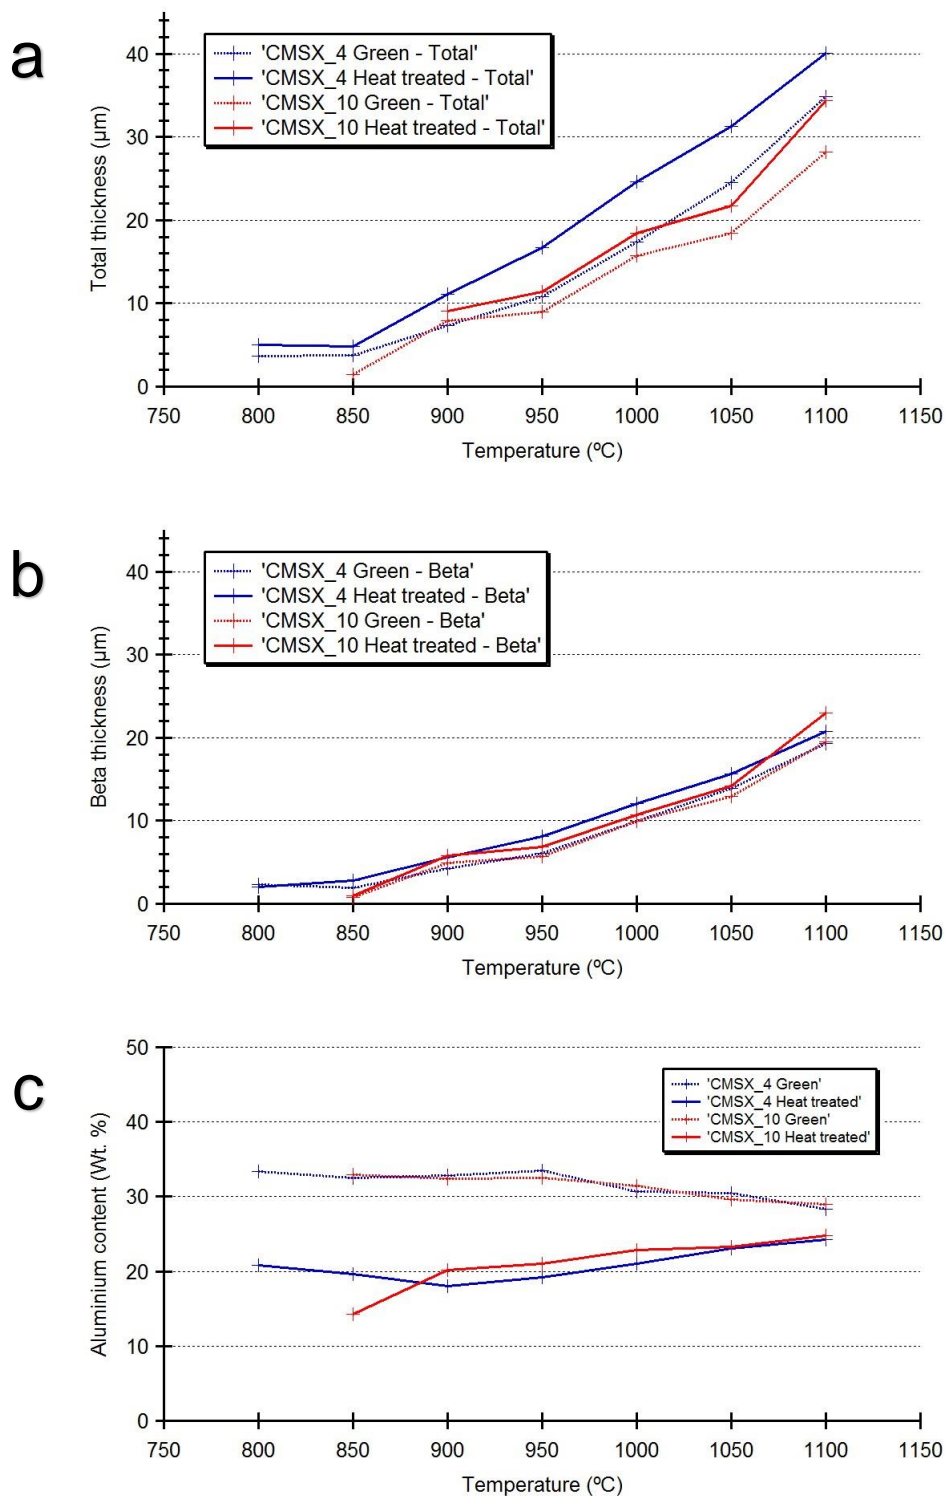 a
'CMSX_4 Green - Total'
'CMSX_4 Heat treated - Total'
'CMSX_10 Green - Total'
'CMSX_10 Heat treated - Total'
Total thickness (µm)
40
30
20
10
0
750 800 850 900 950 1000 1050 1100 1150
Temperature (ºC)
b
'CMSX_4 Green - Beta'
'CMSX_4 Heat treated - Beta'
'CMSX_10 Green - Beta'
'CMSX_10 Heat treated - Beta'
Beta thickness (µm)
40
30
20
10
0
750 800 850 900 950 1000 1050 1100 1150
Temperature (ºC)
c
'CMSX_4 Green'
'CMSX_4 Heat treated'
'CMSX_10 Green'
'CMSX_10 Heat treated'
Aluminium content (Wt. %)
50
40
30
20
10
0
750 800 850 900 950 1000 1050 1100 1150
Temperature (ºC)